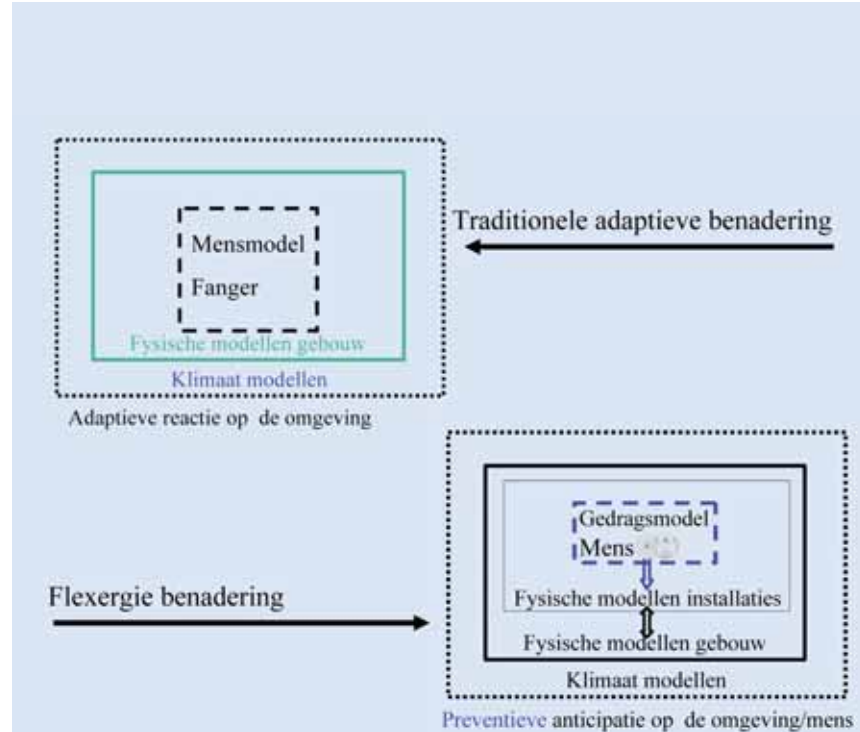 Traditionele adaptieve benadering
Mensmodel
Fanger
Fysische modellen gebouw
Klimaat modellen
Adaptieve reactie op de omgeving
Flexergie benadering
Gedragsmodel
Mens
Fysische modellen installaties
Fysische modellen gebouw
Klimaat modellen
Preventieve anticipatie op de omgeving/mens